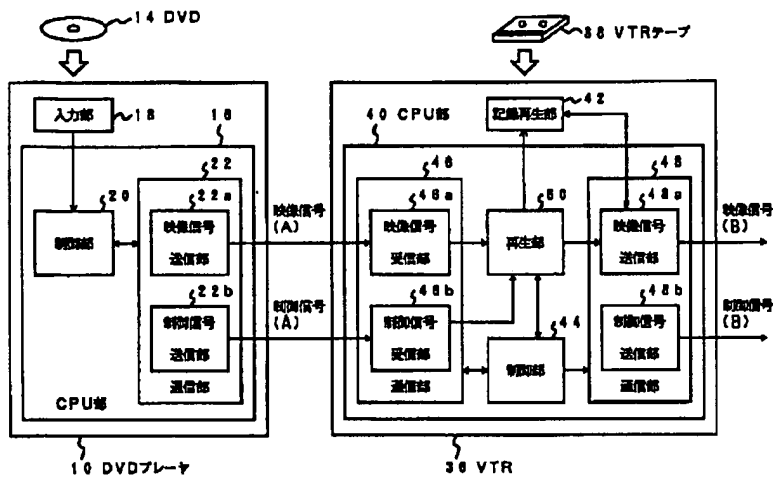 14 DVD
38 VTRテープ
入力部
18
16
40 CPU部
記録再生部
42
22
46
48
20
22a
46a
50
48a
制御部
映像信号
送信部
映像信号
(A)
映像信号
受信部
再生部
映像信号
送信部
映像信号
(B)
22b
46b
44
48b
制御信号
送信部
制御信号
(A)
制御信号
受信部
制御部
制御信号
送信部
制御信号
(B)
通信部
通信部
通信部
CPU部
10 DVDプレーヤ
36 VTR